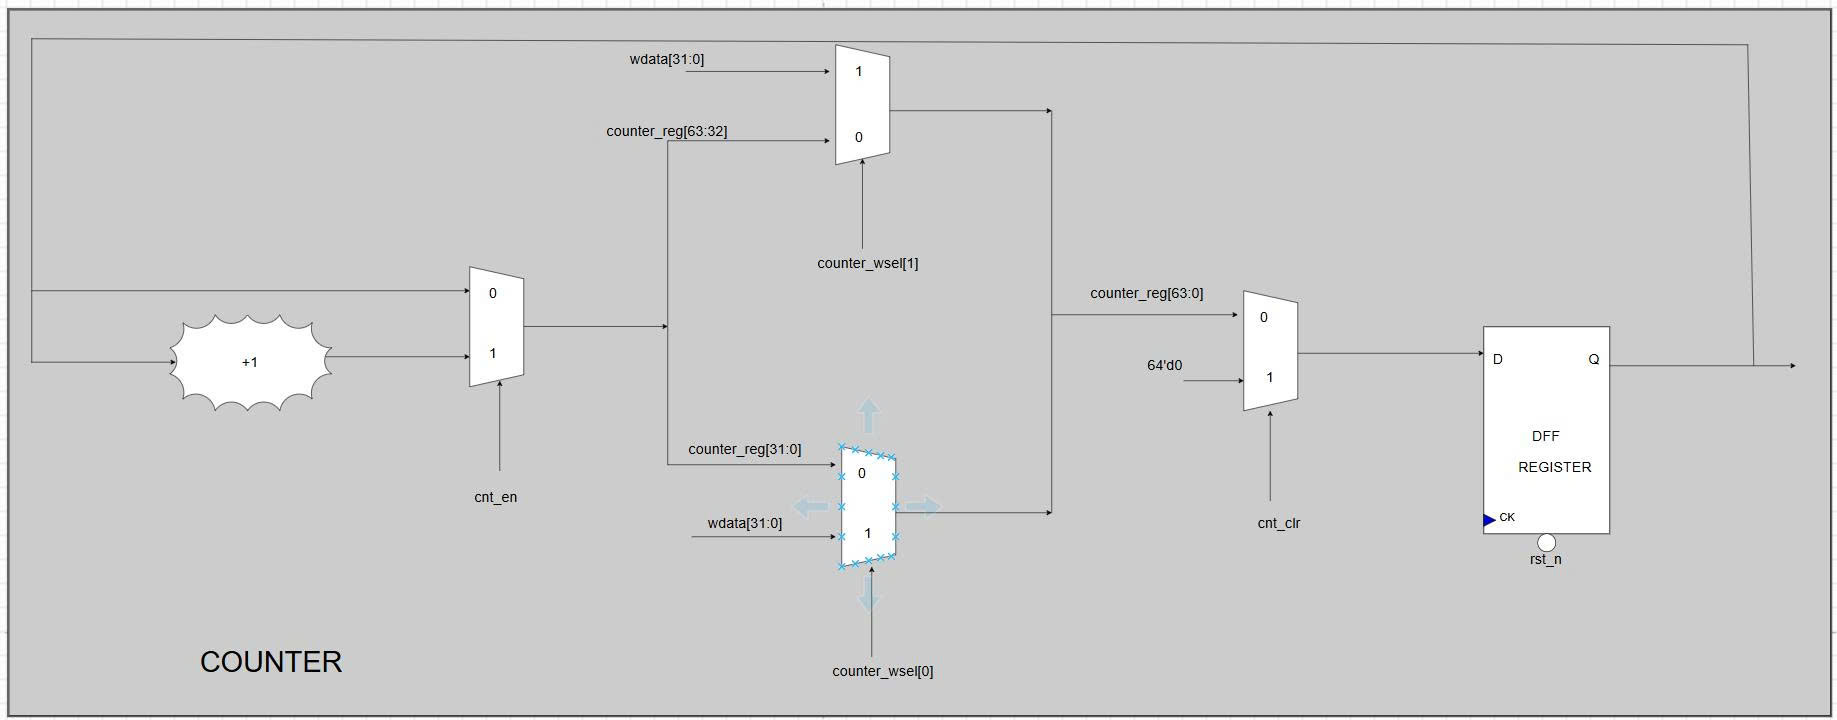 wdata[31:0]
1
counter_reg[63:32]
0
counter_wsel[1]
0
counter_reg[63:0]
0
+1
1
64'd0
1
D
Q
DFF
REGISTER
counter_reg[31:0]
0
cnt_en
wdata[31:0]
1
cnt_clr
CK
rst_n
COUNTER
counter_wsel[0]